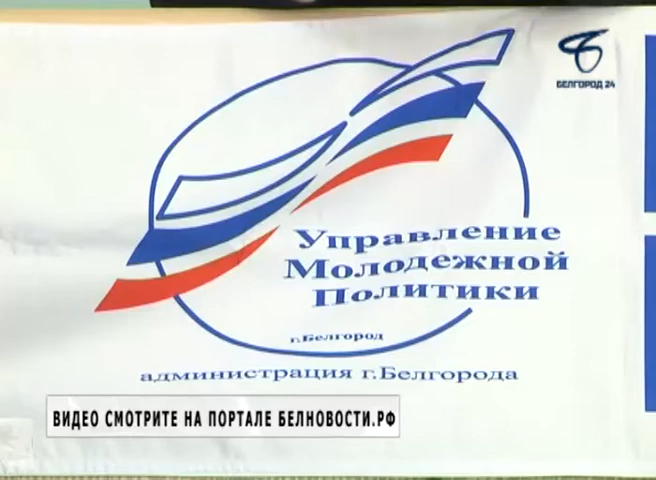 БЕЛГОРОД 24
Управление
Молодежной
Политики
г.Белгород
администрация г.Белгорода
ВИДЕО СМОТРИТЕ НА ПОРТАЛЕ БЕЛНОВОСТИ.РФ